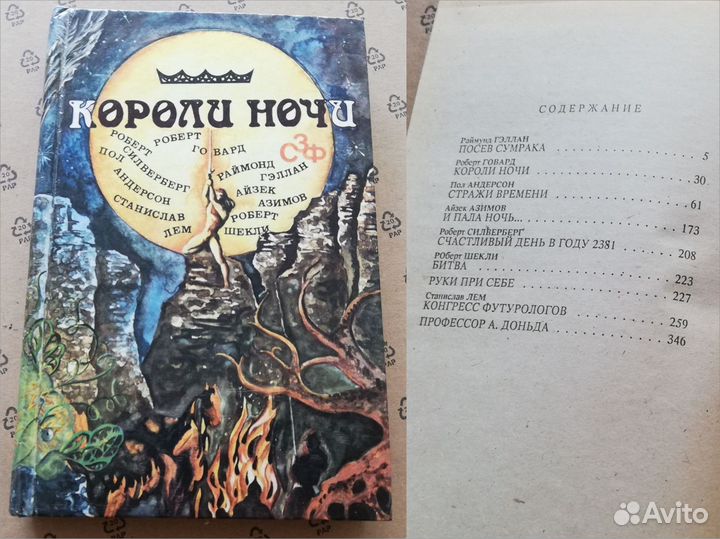 КОРОЛИ НОЧИ
РОБЕРТ
СИЛВЕРБЕРГ
ПОЛ
АНДЕРСОН
СТАНИСЛАВ
ЛЕМ
РОБЕРТ
ГОВАРД
СЗФ
РАЙМОНД
ГЭЛЛАН
АЙЗЕК
АЗИМОВ
РОБЕРТ
ШЕКЛИ
СОДЕРЖАНИЕ
Раймунд ГЭЛЛАН
ПОСЕВ СУМРАКА 5
Роберт ГОВАРД
КОРОЛИ НОЧИ 30
Пол АНДЕРСОН
СТРАЖИ ВРЕМЕНИ 61
Айзек АЗИМОВ
И ПАЛА НОЧЬ... 173
Роберт СИЛВЕРБЕРГ
СЧАСТЛИВЫЙ ДЕНЬ В ГОДУ 2381 208
РОберт ШЕКЛИ
БИТВА 223
РУКИ ПРИ СЕБЕ 227
Станислав ЛЕМ
КОНГРЕСС ФУТУРОЛОГОВ 259
ПРОФЕССОР А. ДОНЬДА 346
20
PAP
Avito